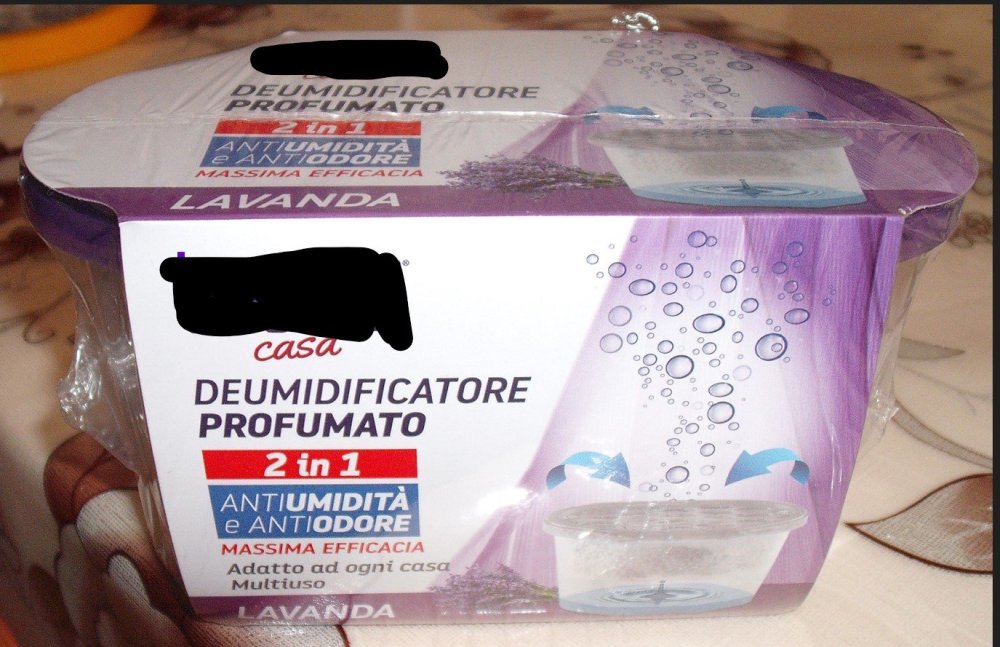 DEUMIDIFICATORE
PROFUMATO
2 in 1
ANTIUMIDITÀ
e ANTIODORE
MASSIMA EFFICACIA
LAVANDA
®
casa
DEUMIDIFICATORE
PROFUMATO
2 in 1
ANTIUMIDITÀ
e ANTIODORE
MASSIMA EFFICACIA
Adatto ad ogni casa
Multiuso
LAVANDA